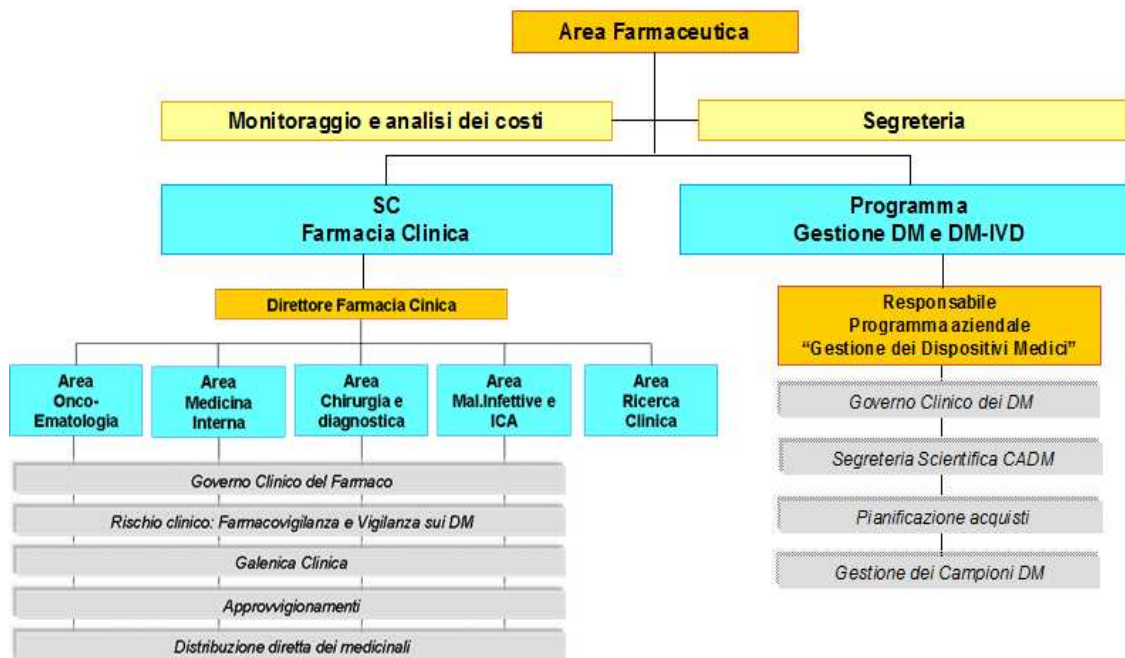 Area Farmaceutica
Monitoraggio e analisi dei costi
Segreteria
SC
Farmacia Clinica
Programma
Gestione DM e DM-IVD
Direttore Farmacia Cinica
Responsabile
Programma aziendale
“Gestione dei Dispositivi Medici”
Area
Onco-
Ematologia
Area
Medicina
Interna
Area
Chirurgia e
diagnostica
Area
Mal.Infettive e
ICA
Area
Ricerca
Clinica
Governo Clinico del Farmaco
Rischio clinico: Farmacovigilanza e Vigilanza sui DM
Galenica Clinica
Approvvigionamenti
Distribuzione diretta dei medicinali
Governo Clinico dei DM
Segreteria Scientifica CADM
Pianificazione acquisti
Gestione dei Campioni DM